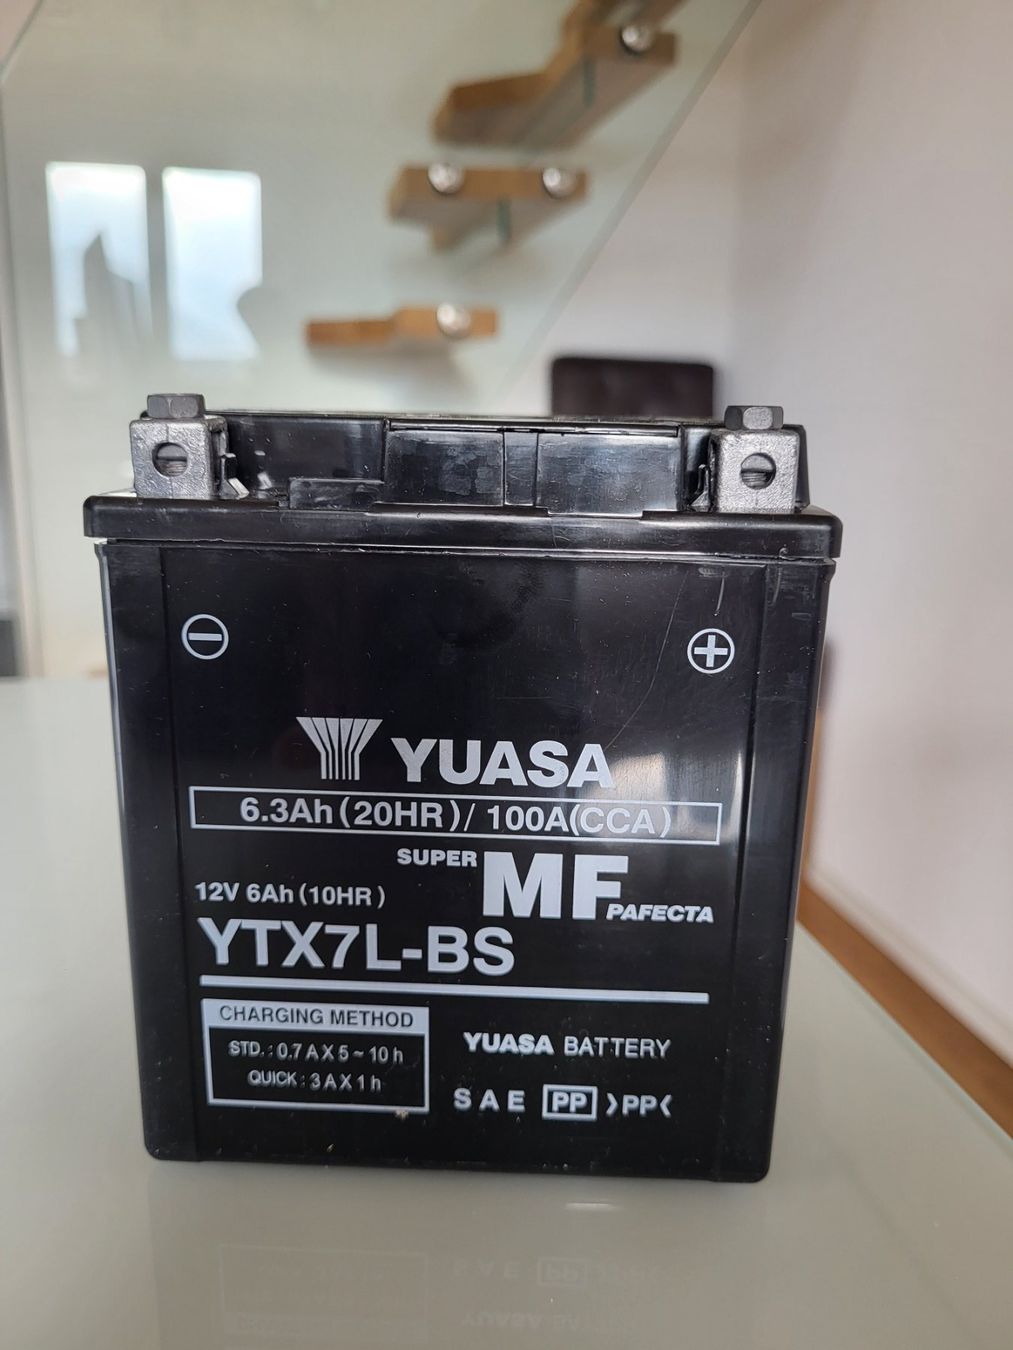 YUASA
6.3Ah (20HR) / 100A(CCA)
SUPER MF PAFECTA
12V 6Ah (10HR)
YTX7L-BS
CHARGING METHOD
STD. : 0.7 A X 5 ~ 10 h
QUICK : 3 A X 1 h
YUASA BATTERY
S A E PP >PP<